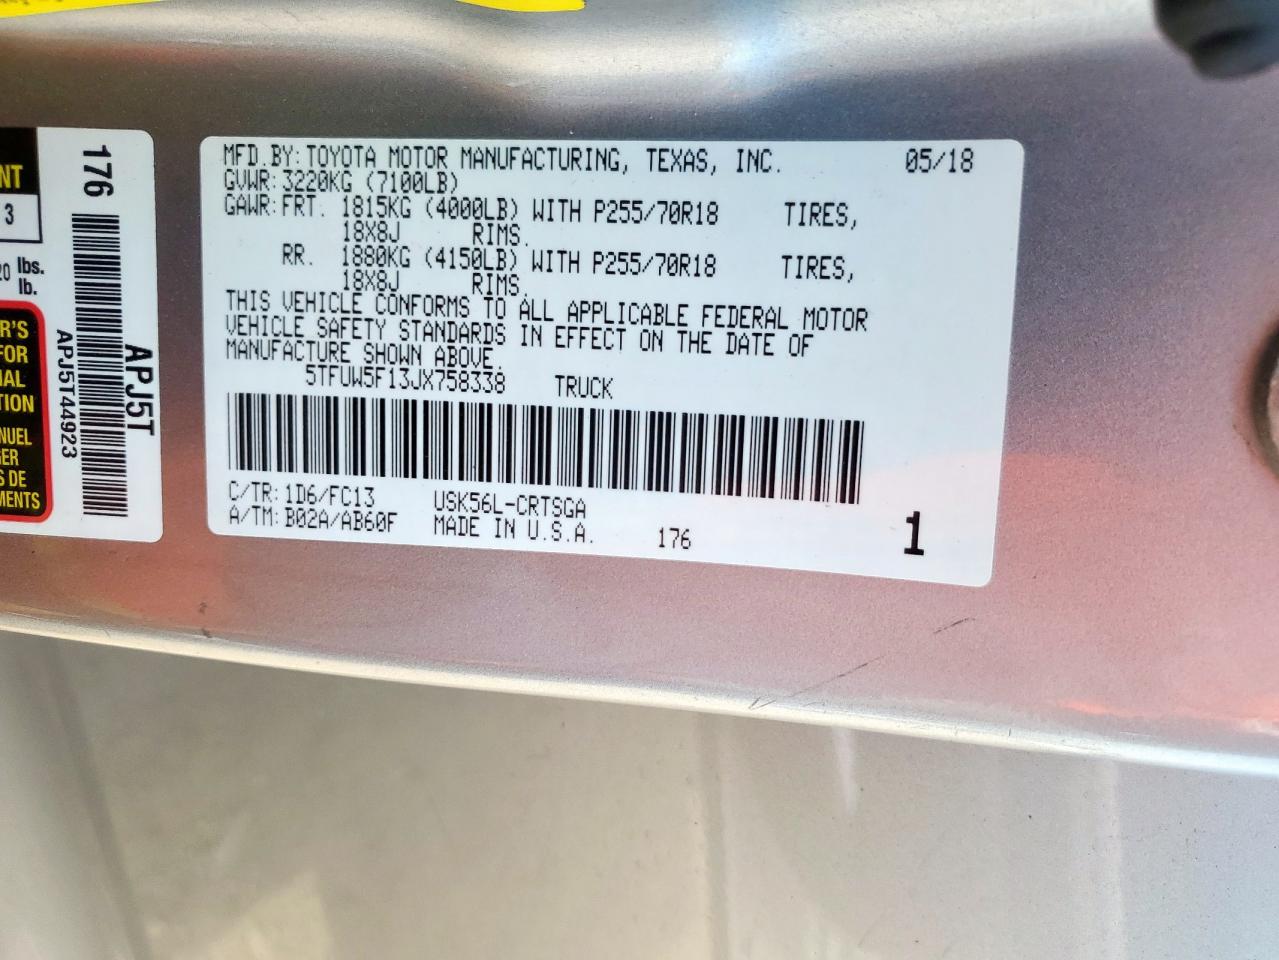 MFD.BY: TOYOTA MOTOR MANUFACTURING, TEXAS, INC. 05/18
GVWR: 3220KG (7100LB)
GAWR: FRT. 1815KG (4000LB) WITH P255/70R18 TIRES,
18X8J RIMS.
RR. 1880KG (4150LB) WITH P255/70R18 TIRES,
18X8J RIMS.
THIS VEHICLE CONFORMS TO ALL APPLICABLE FEDERAL MOTOR
VEHICLE SAFETY STANDARDS IN EFFECT ON THE DATE OF
MANUFACTURE SHOWN ABOVE.
5TFUW5F13JX758338 TRUCK
C/TR: 1D6/FC13 USK56L-CRTSGA
A/TM: B02A/AB60F MADE IN U.S.A. 176 1
176
APJ5T
APJ5T44923
NT
3
20 lbs.
lb.
R'S
FOR
IAL
TION
NUEL
GER
S DE
MENTS